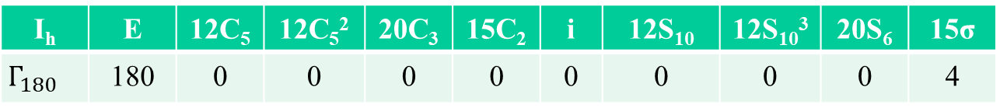 Iₕ E 12C₅ 12C₅² 20C₃ 15C₂ i 12S₁₀ 12S₁₀³ 20S₆ 15σ
Γ₁₈₀ 180 0 0 0 0 0 0 0 0 4